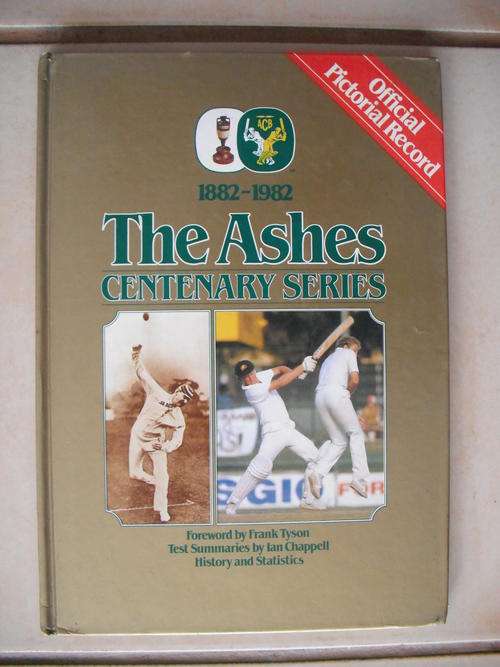 Official
Pictorial Record
ACB
1882-1982
The Ashes
CENTENARY SERIES
Foreword by Frank Tyson
Test Summaries by Ian Chappell
History and Statistics